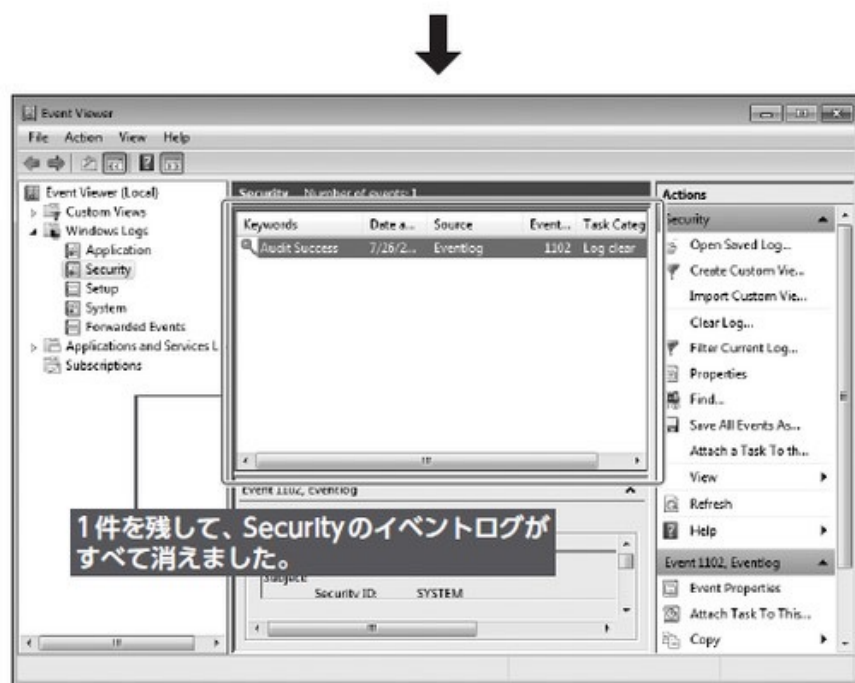 Event Viewer
File Action View Help
Event Viewer (Local)
Custom Views
Windows Logs
Application
Security
Setup
System
Forwarded Events
Applications and Services L
Subscriptions
Security Number of events: 1
Keywords Date a... Source Event... Task Categ
Audit Success 7/26/2... Eventlog 1102 Log clear
Event 1102, Eventlog
1件を残して、Securityのイベントログが
すべて消えました。
Subject:
Security ID: SYSTEM
Actions
Security
Open Saved Log...
Create Custom Vie...
Import Custom Vie...
Clear Log...
Filter Current Log...
Properties
Find...
Save All Events As...
Attach a Task To th...
View
Refresh
Help
Event 1102, Eventlog
Event Properties
Attach Task To This...
Copy